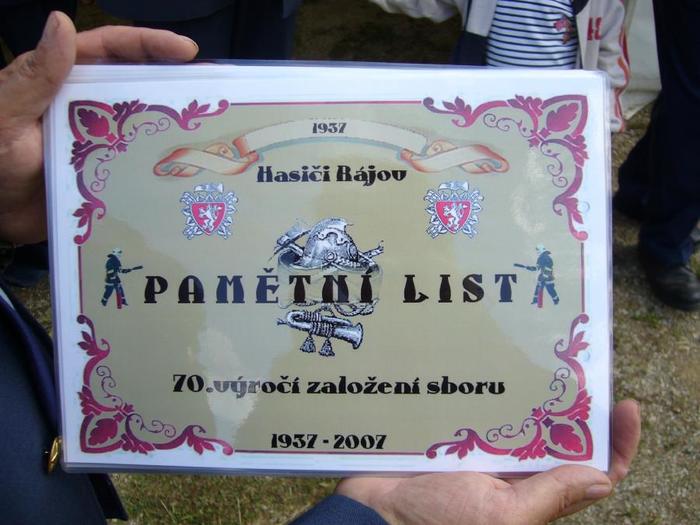 1937
Hasiči Rájov
PAMĚTNÍ LIST
70.výročí založení sboru
1937 - 2007